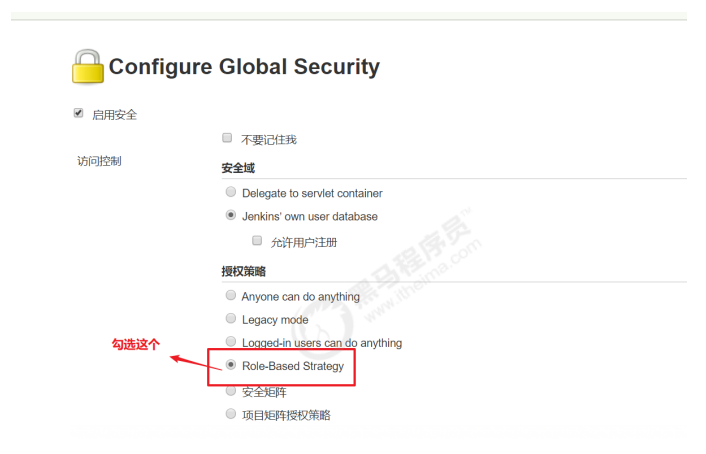 Configure Global Security
启用安全
不要记住我
访问控制
安全域
Delegate to servlet container
Jenkins' own user database
允许用户注册
授权策略
Anyone can do anything
Legacy mode
Logged-in users can do anything
勾选这个
Role-Based Strategy
安全矩阵
项目矩阵授权策略
黑马程序员™
www.itheima.com